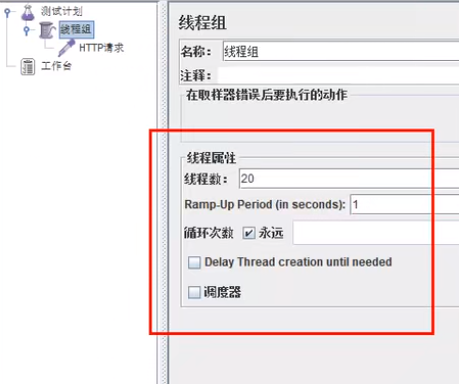 测试计划
线程组
HTTP请求
工作台
线程组
名称： 线程组
注释：
在取样器错误后要执行的动作
线程属性
线程数： 20
Ramp-Up Period (in seconds): 1
循环次数 永远
Delay Thread creation until needed
调度器